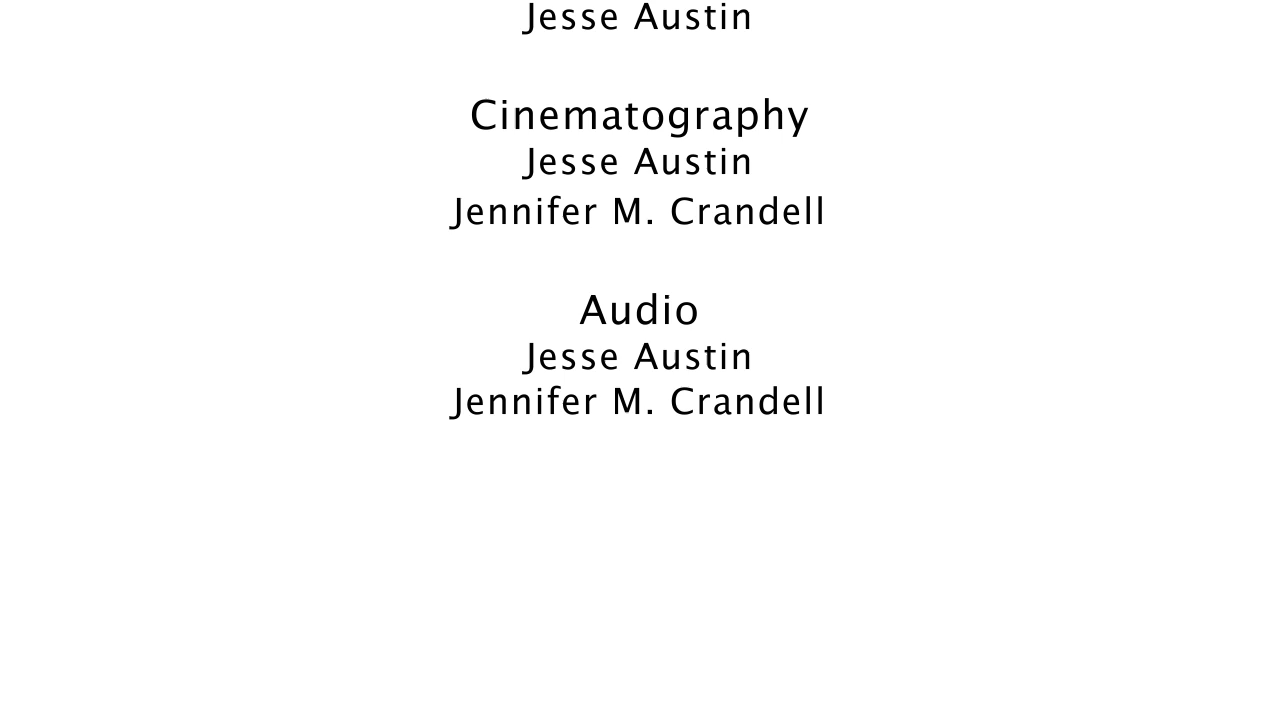 Jesse Austin
Cinematography
Jesse Austin
Jennifer M. Crandell
Audio
Jesse Austin
Jennifer M. Crandell